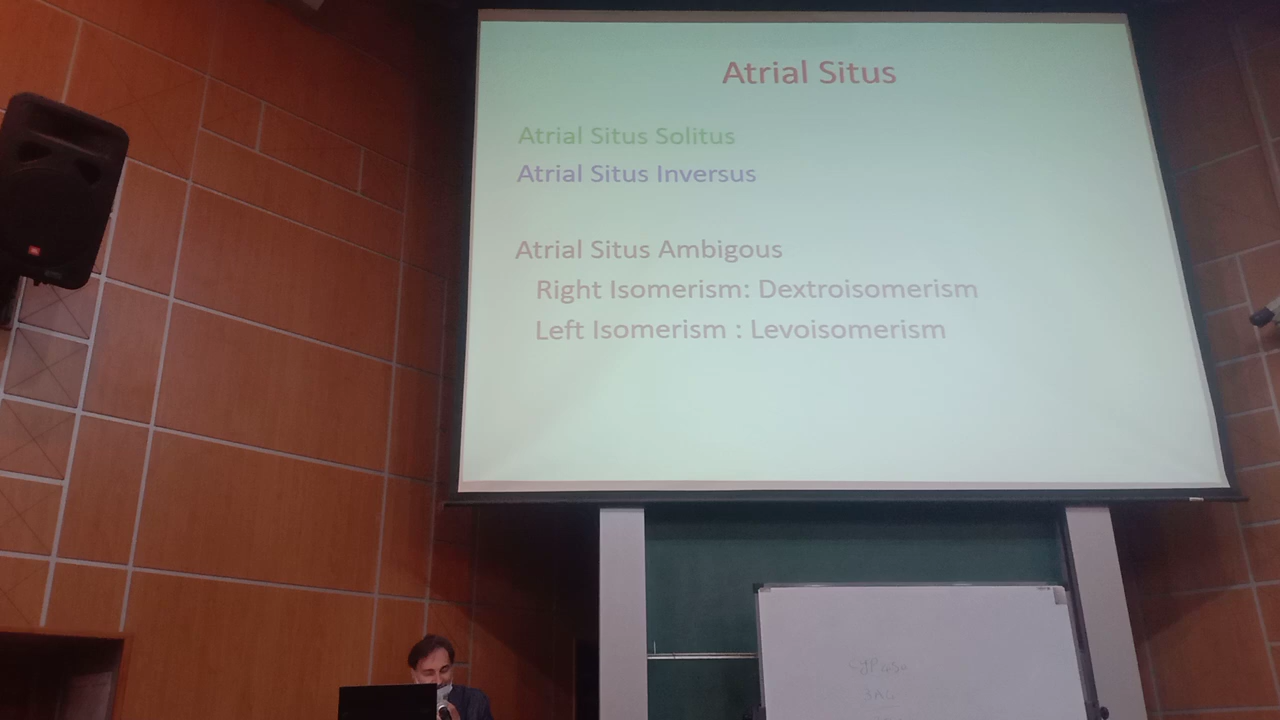 Atrial Situs
Atrial Situs Solitus
Atrial Situs Inversus
Atrial Situs Ambigous
Right Isomerism: Dextroisomerism
Left Isomerism : Levoisomerism